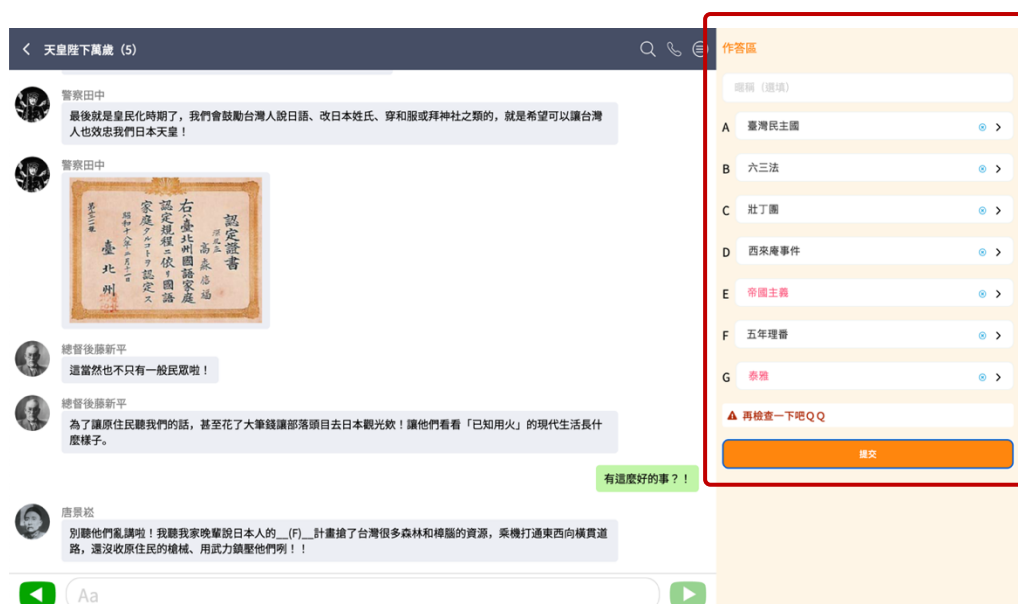 天皇陛下萬歲（5）
警察田中
最後就是皇民化時期了，我們會鼓勵台灣人說日語、改日本姓氏、穿和服或拜神社之類的，就是希望可以讓台灣
人也效忠我們日本天皇！
警察田中
認定證書
高森信福
右ハ臺北州國語家庭
認定規程ニ依リ國語
家庭タルコトヲ認定ス
臺北州
總督後藤新平
這當然也不只有一般民眾啦！
總督後藤新平
為了讓原住民聽我們的話，甚至花了大筆錢讓部落頭目去日本觀光欸！讓他們看看「已知用火」的現代生活長什
麼樣子。
有這麼好的事？！
唐景崧
別聽他們亂講啦！我聽我家晚輩說日本人的__(F)__計畫搶了台灣很多森林和樟腦的資源，乘機打通東西向橫貫道
路，還沒收原住民的槍械、用武力鎮壓他們咧！！
Aa
作答區
暱稱（選填）
A 臺灣民主國
B 六三法
C 壯丁團
D 西來庵事件
E 帝國主義
F 五年理番
G 泰雅
再檢查一下吧ＱＱ
提交